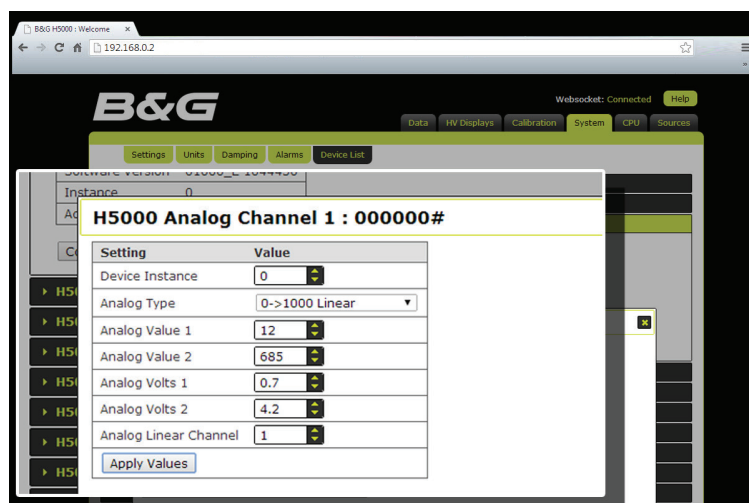 B&G H5000 : Welcome
192.168.0.2
B&G
Websocket: Connected Help
Data HV Displays Calibration System CPU Sources
Settings Units Damping Alarms Device List
Software Version
Instance 0
H5000 Analog Channel 1 : 000000#
Setting Value
Device Instance 0
Analog Type 0->1000 Linear
Analog Value 1 12
Analog Value 2 685
Analog Volts 1 0.7
Analog Volts 2 4.2
Analog Linear Channel 1
Apply Values